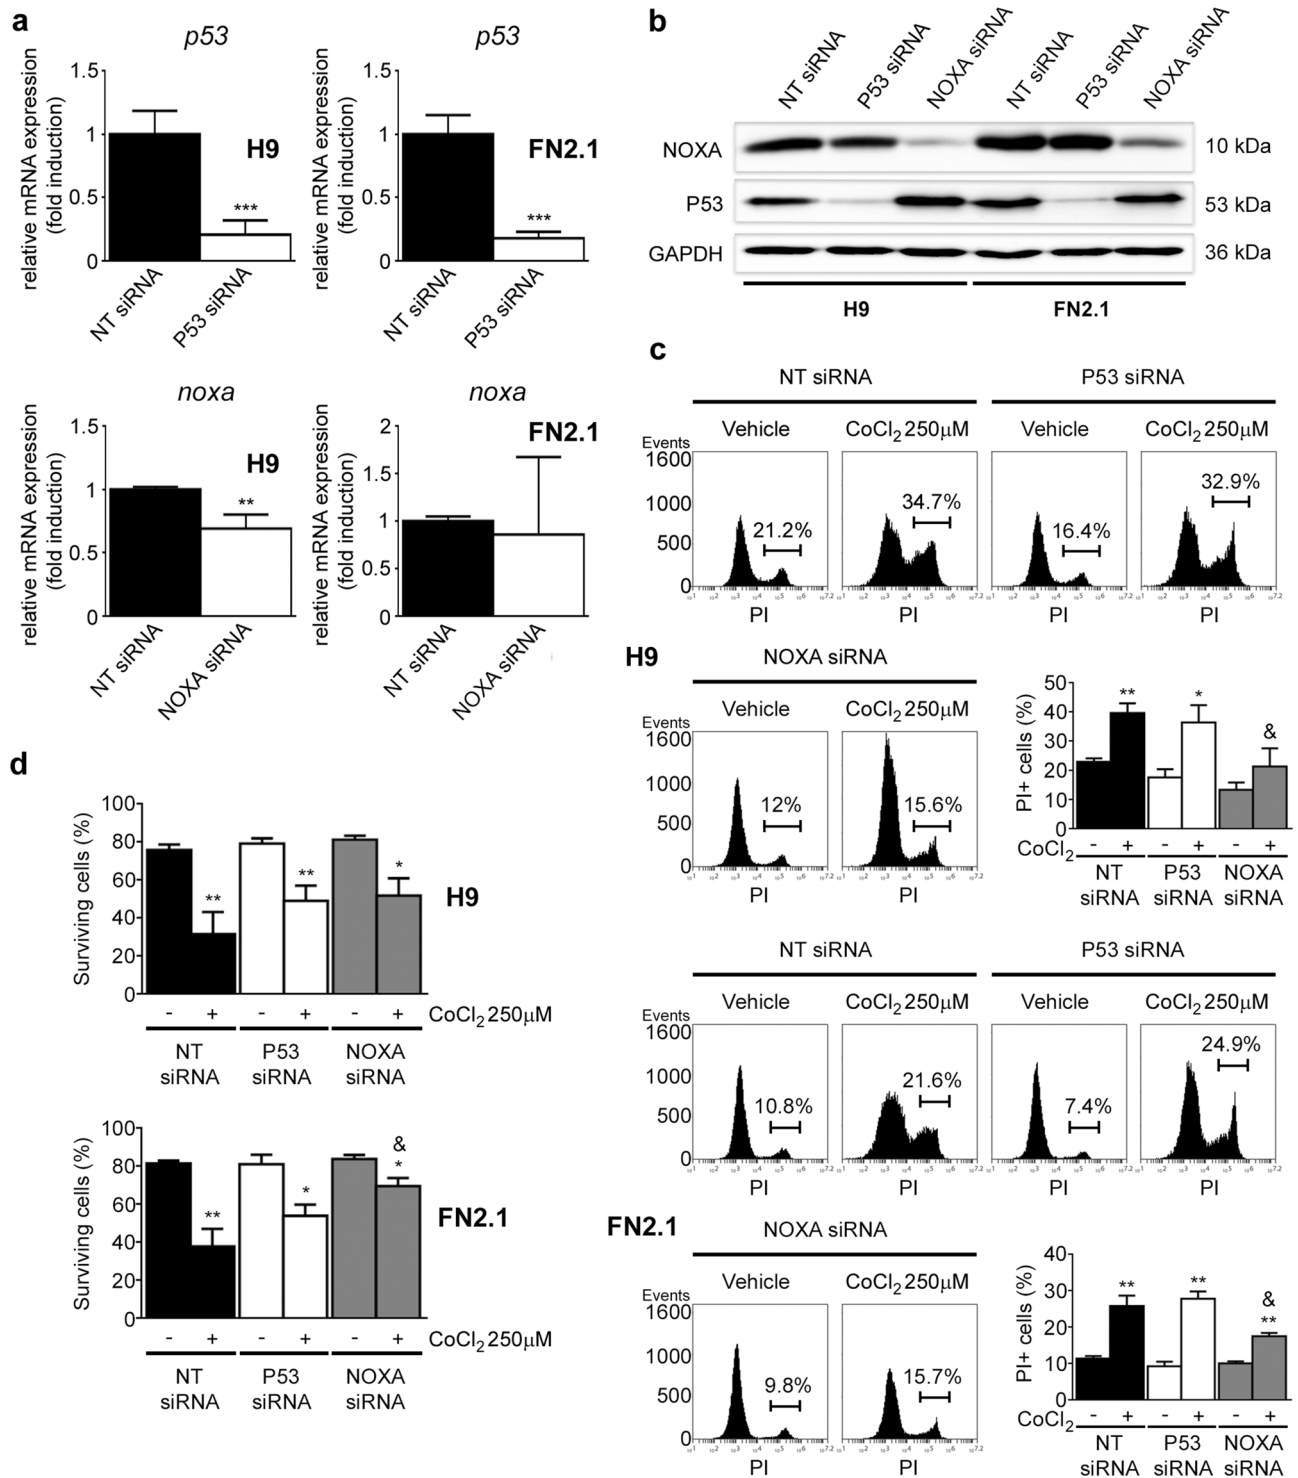 a
p53
relative mRNA expression
(fold induction)
1.5
1
0.5
0
H9
***
NT siRNA
P53 siRNA
p53
relative mRNA expression
(fold induction)
1.5
1
0.5
0
FN2.1
***
NT siRNA
P53 siRNA
noxa
relative mRNA expression
(fold induction)
1.5
1
0.5
0
H9
**
NT siRNA
NOXA siRNA
noxa
relative mRNA expression
(fold induction)
2
1.5
1
0.5
0
FN2.1
NT siRNA
NOXA siRNA
b
NT siRNA
P53 siRNA
NOXA siRNA
NT siRNA
P53 siRNA
NOXA siRNA
NOXA
10 kDa
P53
53 kDa
GAPDH
36 kDa
H9
FN2.1
c
NT siRNA
P53 siRNA
Vehicle
CoCl2 250μM
Vehicle
CoCl2 250μM
Events
1600
1000
500
0
21.2%
34.7%
16.4%
32.9%
PI
PI
PI
PI
H9
NOXA siRNA
Vehicle
CoCl2 250μM
Events
1600
1000
500
0
12%
15.6%
PI
PI
PI+ cells (%)
50
40
30
20
10
0
**
*
&
CoCl2 - + - + - +
NT siRNA
P53 siRNA
NOXA siRNA
NT siRNA
P53 siRNA
Vehicle
CoCl2 250μM
Vehicle
CoCl2 250μM
Events
1600
1000
500
0
10.8%
21.6%
7.4%
24.9%
PI
PI
PI
PI
FN2.1
NOXA siRNA
Vehicle
CoCl2 250μM
Events
1600
1000
500
0
9.8%
15.7%
PI
PI
PI+ cells (%)
40
30
20
10
0
**
**
&
**
CoCl2 - + - + - +
NT siRNA
P53 siRNA
NOXA siRNA
d
Surviving cells (%)
100
80
60
40
20
0
**
**
*
H9
- + - + - + CoCl2 250μM
NT siRNA
P53 siRNA
NOXA siRNA
Surviving cells (%)
100
80
60
40
20
0
**
*
&
*
FN2.1
- + - + - + CoCl2 250μM
NT siRNA
P53 siRNA
NOXA siRNA